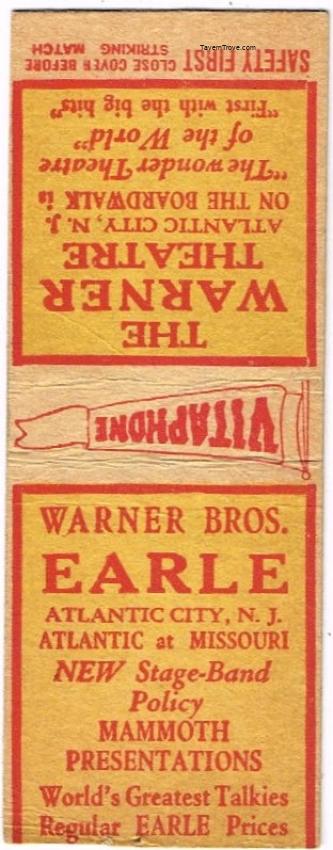 TavernTrove.com
SAFETY FIRST CLOSE COVER BEFORE
STRIKING MATCH
THE
WARNER
THEATRE
ATLANTIC CITY, N. J.
ON THE BOARDWALK is
"The wonder Theatre
of the World"
"First with the big hits"
VITAPHONE
WARNER BROS.
EARLE
ATLANTIC CITY, N. J.
ATLANTIC at MISSOURI
NEW Stage-Band
Policy
MAMMOTH
PRESENTATIONS
World's Greatest Talkies
Regular EARLE Prices